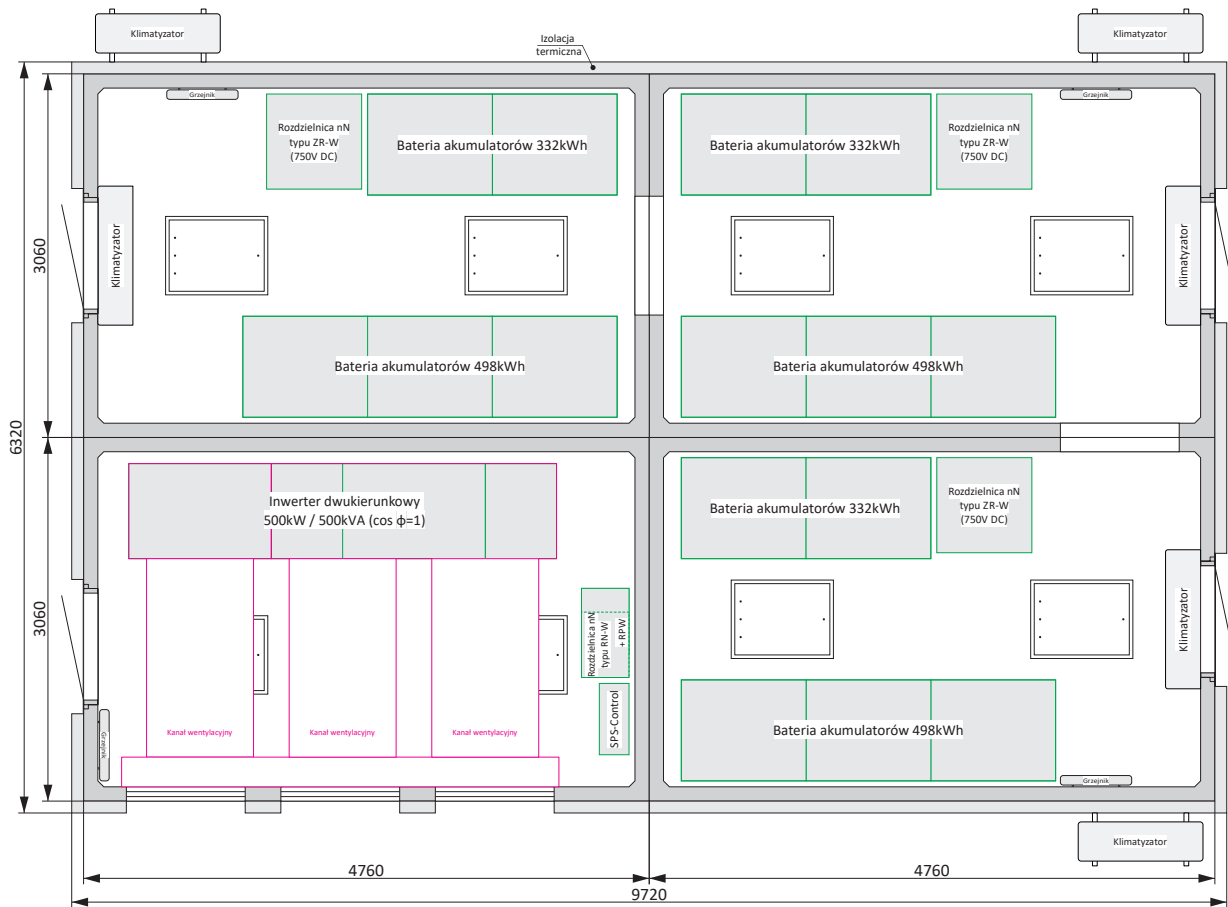 Klimatyzator
Izolacja
termiczna
Klimatyzator
Grzejnik
Grzejnik
Rozdzielnica nN
typu ZR-W
(750V DC)
Bateria akumulatorów 332kWh
Bateria akumulatorów 332kWh
Rozdzielnica nN
typu ZR-W
(750V DC)
3060
Klimatyzator
Klimatyzator
Bateria akumulatorów 498kWh
Bateria akumulatorów 498kWh
6320
Inwerter dwukierunkowy
500kW / 500kVA (cos ϕ=1)
Bateria akumulatorów 332kWh
Rozdzielnica nN
typu ZR-W
(750V DC)
3060
Rozdzielnica nN
typu RN-W
+ RPW
Klimatyzator
SPS-Control
Kanał wentylacyjny
Kanał wentylacyjny
Kanał wentylacyjny
Grzejnik
Bateria akumulatorów 498kWh
Grzejnik
Klimatyzator
4760
4760
9720